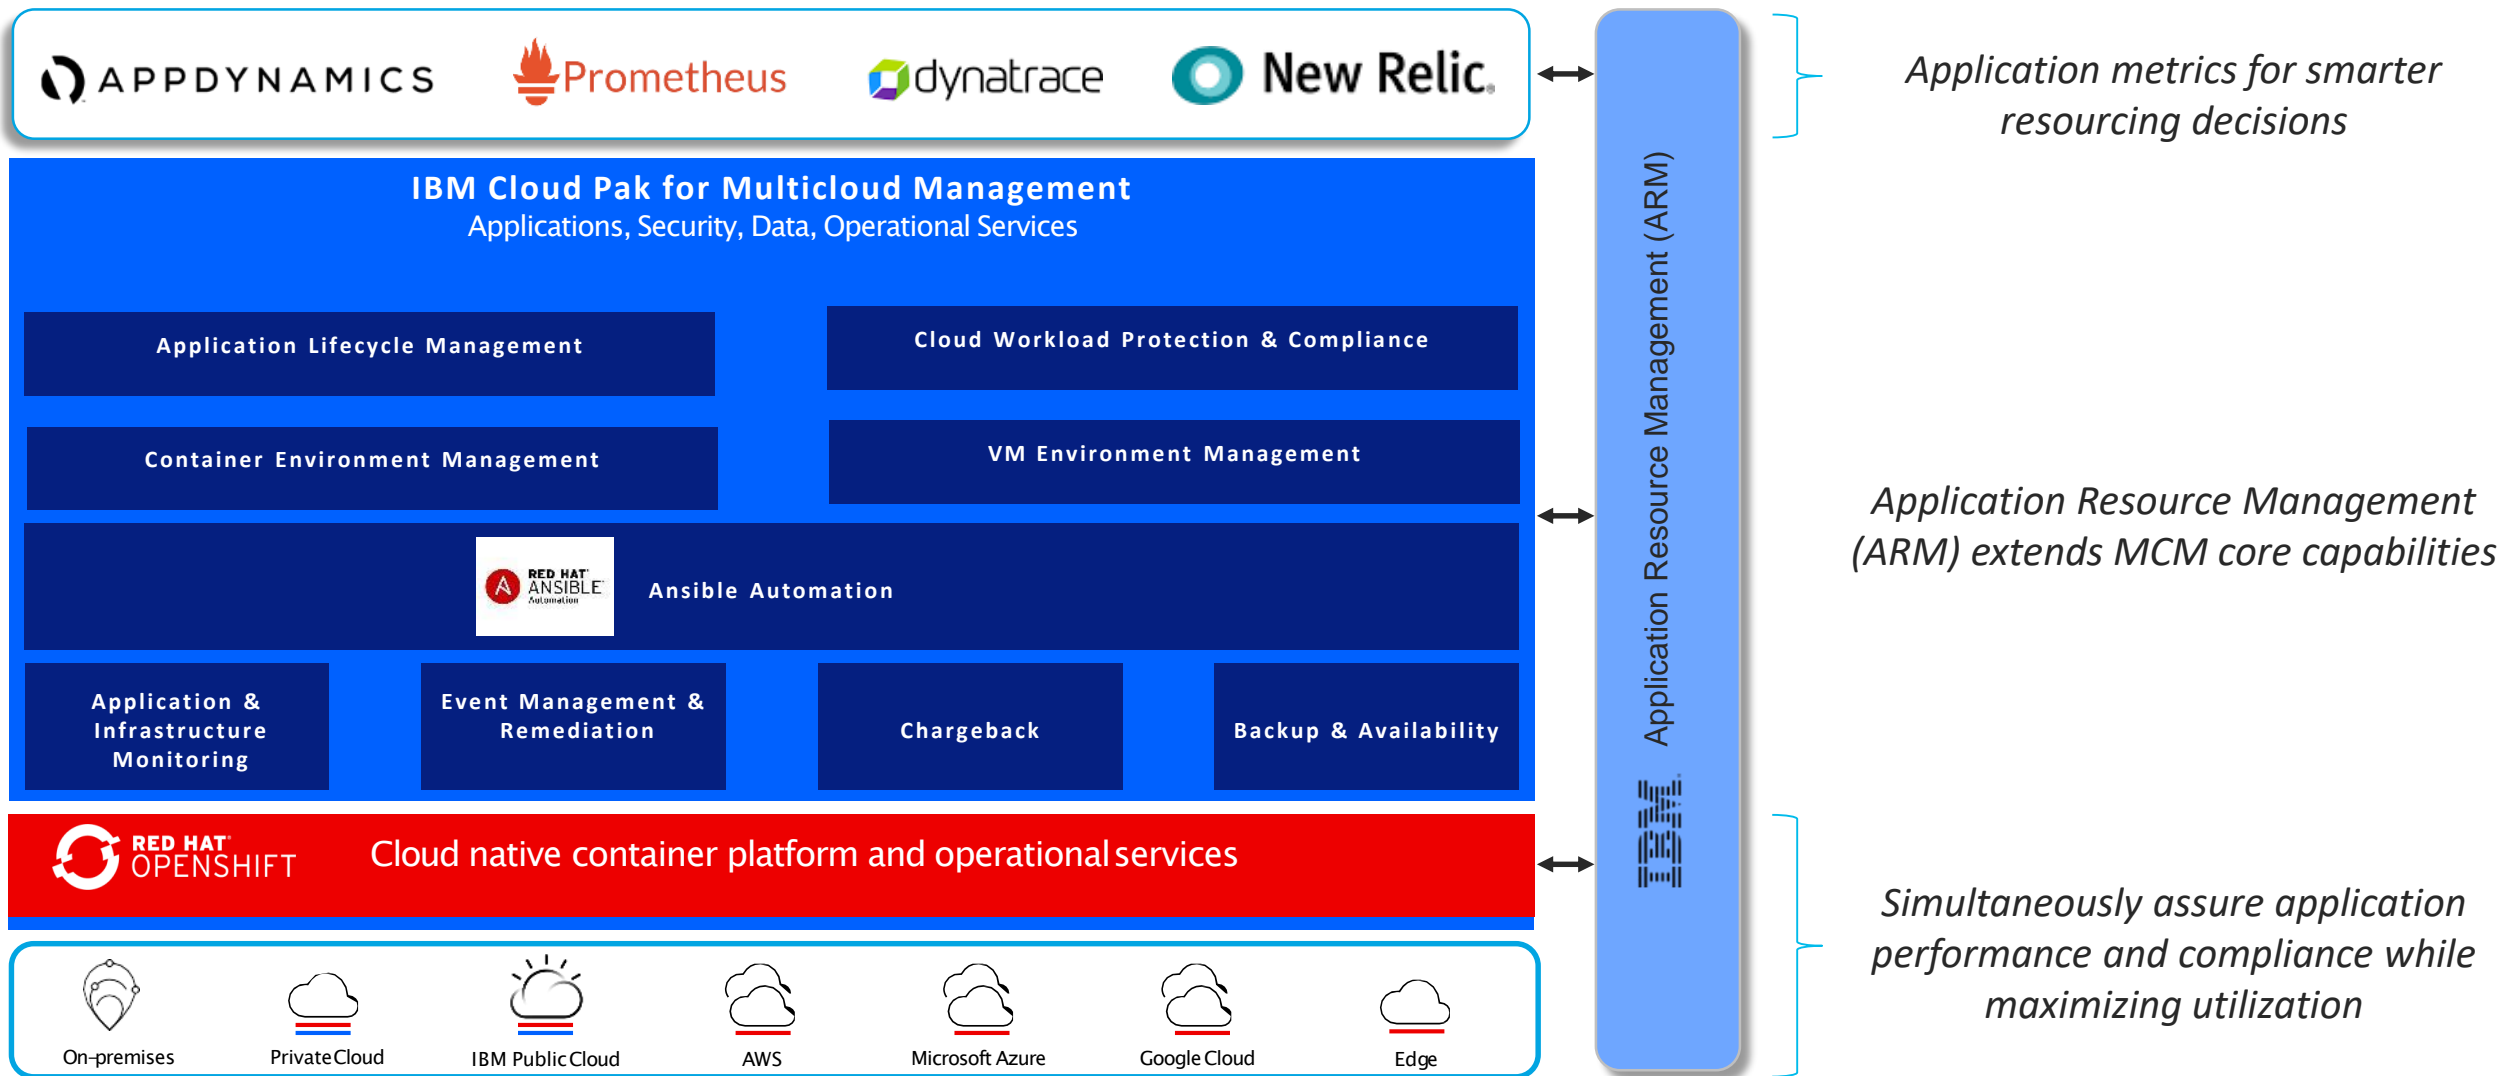 APPDYNAMICS
Prometheus
dynatrace
New Relic®
Application metrics for smarter
resourcing decisions
IBM Cloud Pak for Multicloud Management
Applications, Security, Data, Operational Services
Application Lifecycle Management
Cloud Workload Protection & Compliance
Container Environment Management
VM Environment Management
RED HAT
ANSIBLE
Automation
Ansible Automation
Application &
Infrastructure
Monitoring
Event Management &
Remediation
Chargeback
Backup & Availability
IBM
Application Resource Management (ARM)
Application Resource Management
(ARM) extends MCM core capabilities
RED HAT®
OPENSHIFT
Cloud native container platform and operational services
Simultaneously assure application
performance and compliance while
maximizing utilization
On-premises
Private Cloud
IBM Public Cloud
AWS
Microsoft Azure
Google Cloud
Edge